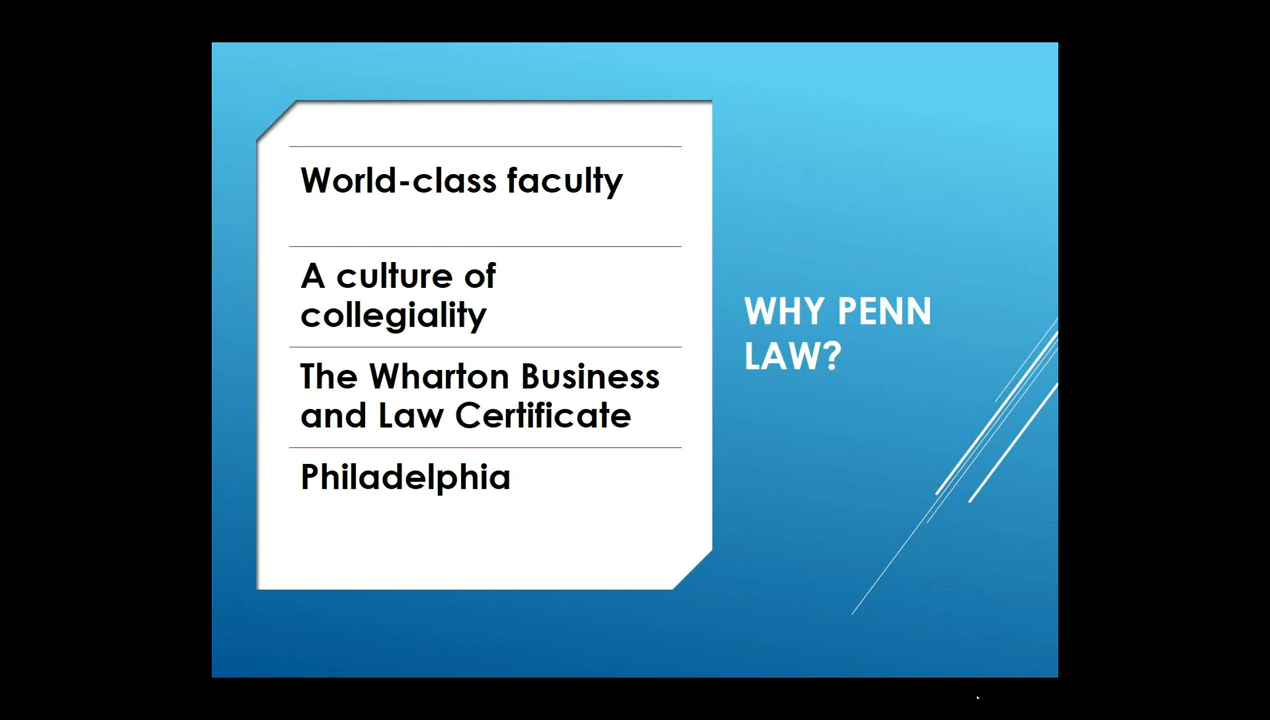 World-class faculty
A culture of
collegiality
The Wharton Business
and Law Certificate
Philadelphia
WHY PENN
LAW?